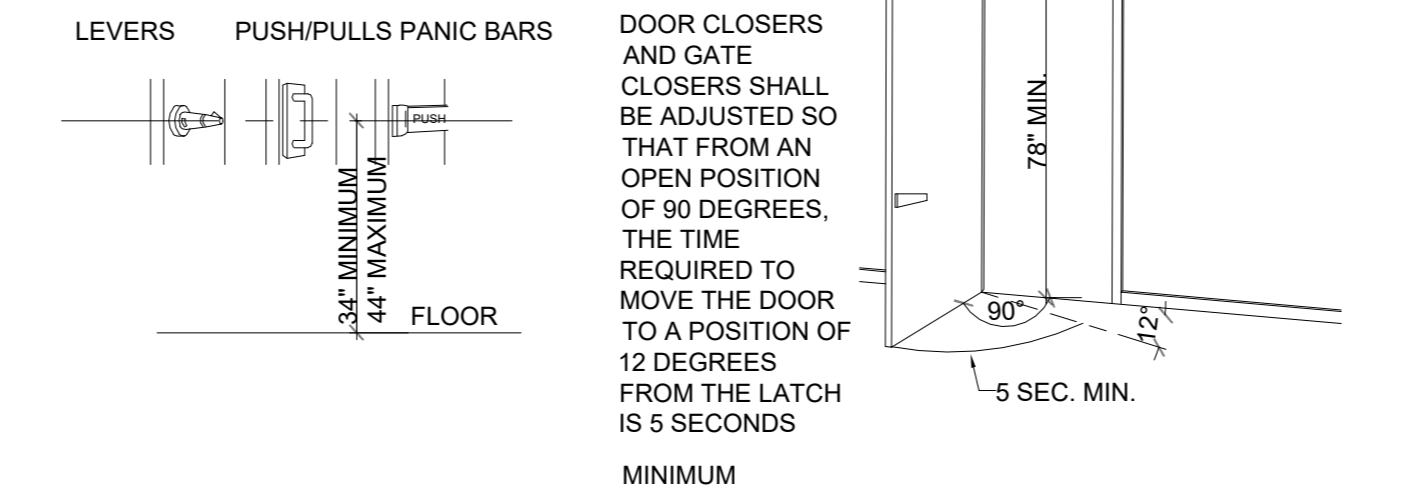 LEVERS
PUSH/PULLS PANIC BARS
PUSH
34" MINIMUM
44" MAXIMUM
FLOOR
DOOR CLOSERS
AND GATE
CLOSERS SHALL
BE ADJUSTED SO
THAT FROM AN
OPEN POSITION
OF 90 DEGREES,
THE TIME
REQUIRED TO
MOVE THE DOOR
TO A POSITION OF
12 DEGREES
FROM THE LATCH
IS 5 SECONDS
MINIMUM
78" MIN.
90°
12°
5 SEC. MIN.